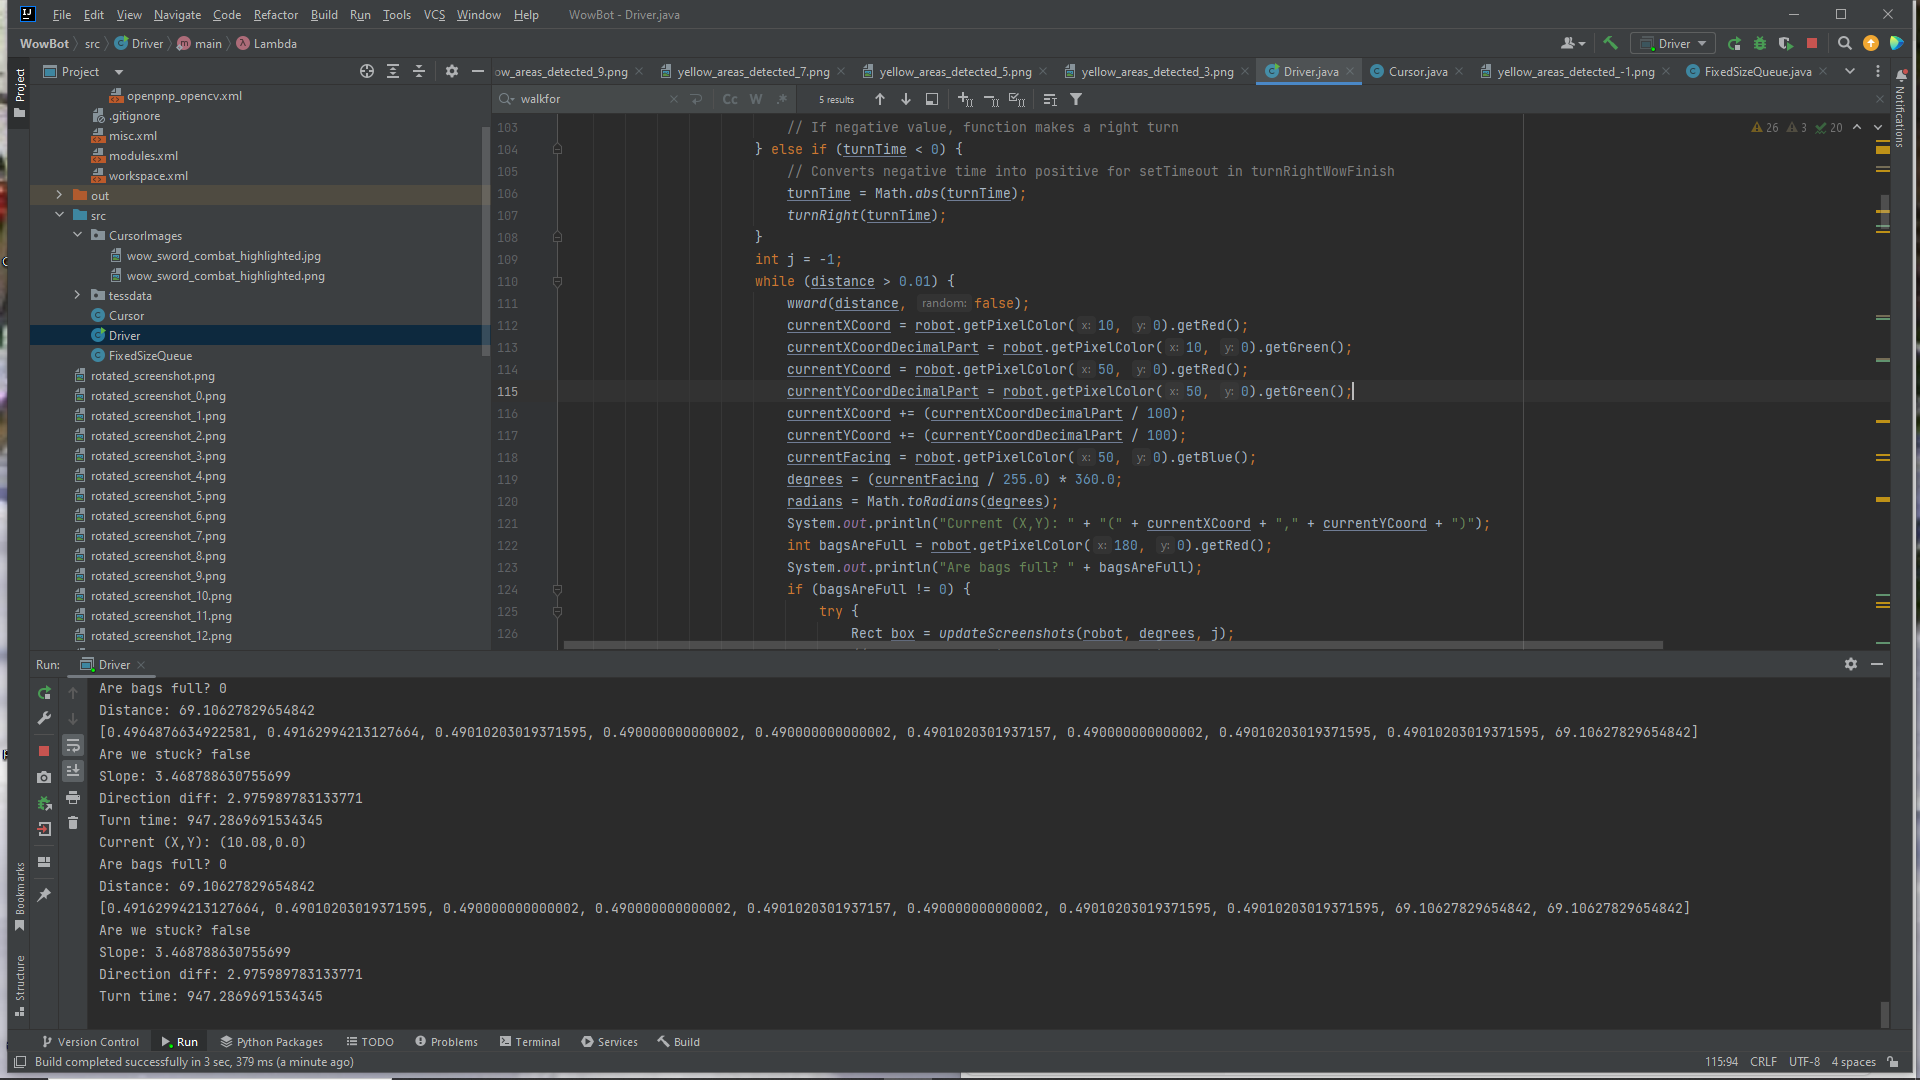 File Edit View Navigate Code Refactor Build Run Tools VCS Window Help WowBot - Driver.java
WowBot src Driver main Lambda Driver
Project
ow_areas_detected_9.png yellow_areas_detected_7.png yellow_areas_detected_5.png yellow_areas_detected_3.png Driver.java Cursor.java yellow_areas_detected_-1.png FixedSizeQueue.java
walkfor Cc W .* 5 results
26 3 20
Project
Notifications
openpnp_opencv.xml
.gitignore
misc.xml
modules.xml
workspace.xml
out
src
CursorImages
wow_sword_combat_highlighted.jpg
wow_sword_combat_highlighted.png
tessdata
Cursor
Driver
FixedSizeQueue
rotated_screenshot.png
rotated_screenshot_0.png
rotated_screenshot_1.png
rotated_screenshot_2.png
rotated_screenshot_3.png
rotated_screenshot_4.png
rotated_screenshot_5.png
rotated_screenshot_6.png
rotated_screenshot_7.png
rotated_screenshot_8.png
rotated_screenshot_9.png
rotated_screenshot_10.png
rotated_screenshot_11.png
rotated_screenshot_12.png
103 // If negative value, function makes a right turn
104 } else if (turnTime < 0) {
105 // Converts negative time into positive for setTimeout in turnRightWowFinish
106 turnTime = Math.abs(turnTime);
107 turnRight(turnTime);
108 }
109 int j = -1;
110 while (distance > 0.01) {
111 wward(distance, random: false);
112 currentXCoord = robot.getPixelColor( x: 10, y: 0).getRed();
113 currentXCoordDecimalPart = robot.getPixelColor( x: 10, y: 0).getGreen();
114 currentYCoord = robot.getPixelColor( x: 50, y: 0).getRed();
115 currentYCoordDecimalPart = robot.getPixelColor( x: 50, y: 0).getGreen();
116 currentXCoord += (currentXCoordDecimalPart / 100);
117 currentYCoord += (currentYCoordDecimalPart / 100);
118 currentFacing = robot.getPixelColor( x: 50, y: 0).getBlue();
119 degrees = (currentFacing / 255.0) * 360.0;
120 radians = Math.toRadians(degrees);
121 System.out.println("Current (X,Y): " + "(" + currentXCoord + "," + currentYCoord + ")");
122 int bagsAreFull = robot.getPixelColor( x: 180, y: 0).getRed();
123 System.out.println("Are bags full? " + bagsAreFull);
124 if (bagsAreFull != 0) {
125 try {
126 Rect box = updateScreenshots(robot, degrees, j);
Run: Driver
Are bags full? 0
Distance: 69.10627829654842
[0.4964876634922581, 0.49162994213127664, 0.49010203019371595, 0.490000000000002, 0.490000000000002, 0.4901020301937157, 0.490000000000002, 0.49010203019371595, 0.49010203019371595, 69.10627829654842]
Are we stuck? false
Slope: 3.468788630755699
Direction diff: 2.975989783133771
Turn time: 947.2869691534345
Current (X,Y): (10.08,0.0)
Are bags full? 0
Distance: 69.10627829654842
[0.49162994213127664, 0.49010203019371595, 0.490000000000002, 0.490000000000002, 0.4901020301937157, 0.490000000000002, 0.49010203019371595, 0.49010203019371595, 69.10627829654842, 69.10627829654842]
Are we stuck? false
Slope: 3.468788630755699
Direction diff: 2.975989783133771
Turn time: 947.2869691534345
Bookmarks
Structure
Version Control Run Python Packages TODO Problems Terminal Services Build
Build completed successfully in 3 sec, 379 ms (a minute ago) 115:94 CRLF UTF-8 4 spaces